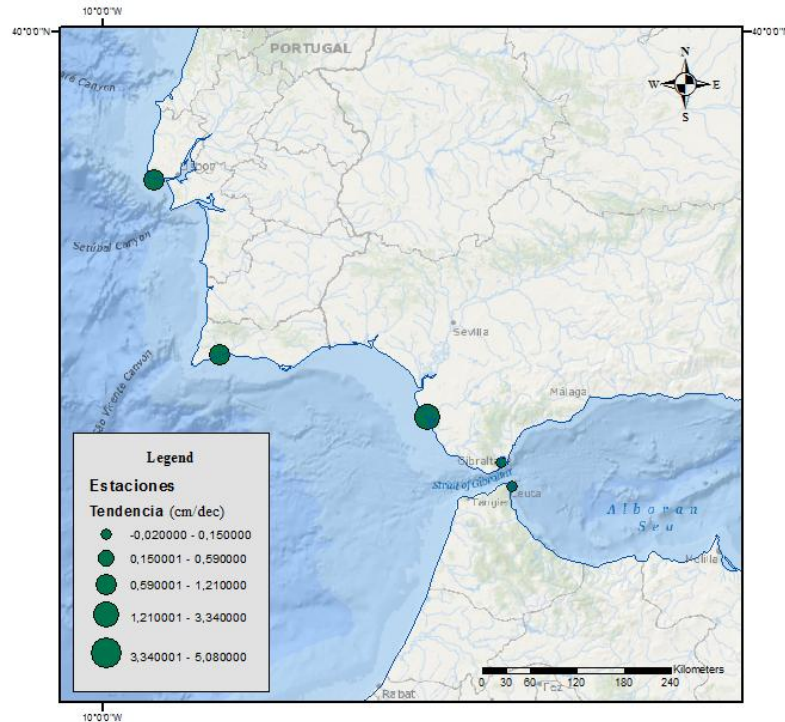 10°0'0"W
40°0'0"N
40°0'0"N
PORTUGAL
N
W E
S
Canyon
Setúbal Canyon
São Vicente Canyon
Sevilla
Málaga
Gibraltar
Strait of Gibraltar
Ceuta
Tangier
Alboran
Sea
Melilla
Legend
Estaciones
Tendencia (cm/dec)
-0,020000 - 0,150000
0,150001 - 0,590000
0,590001 - 1,210000
1,210001 - 3,340000
3,340001 - 5,080000
Kilometers
0 30 60 120 180 240
Rabat
Fez
10°0'0"W